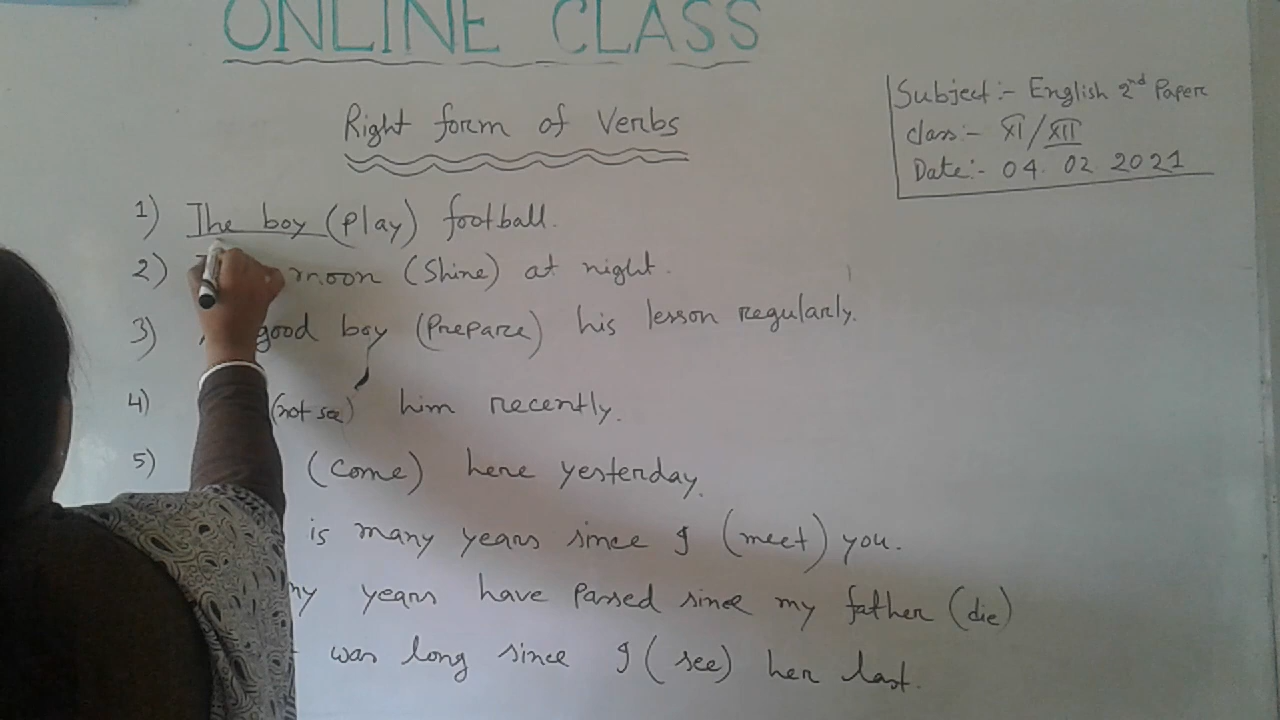 ONLINE CLASS
Subject:- English 2nd Paper
Class:- XI/XII
Date:- 04. 02. 2021
Right form of Verbs
1) The boy (Play) football.
2) moon (Shine) at night.
3) good boy (Prepare) his lesson regularly.
4) (not see) him recently.
5) (Come) here yesterday.
is many years since I (meet) you.
years have Passed since my father (die)
was long since I (see) her last.